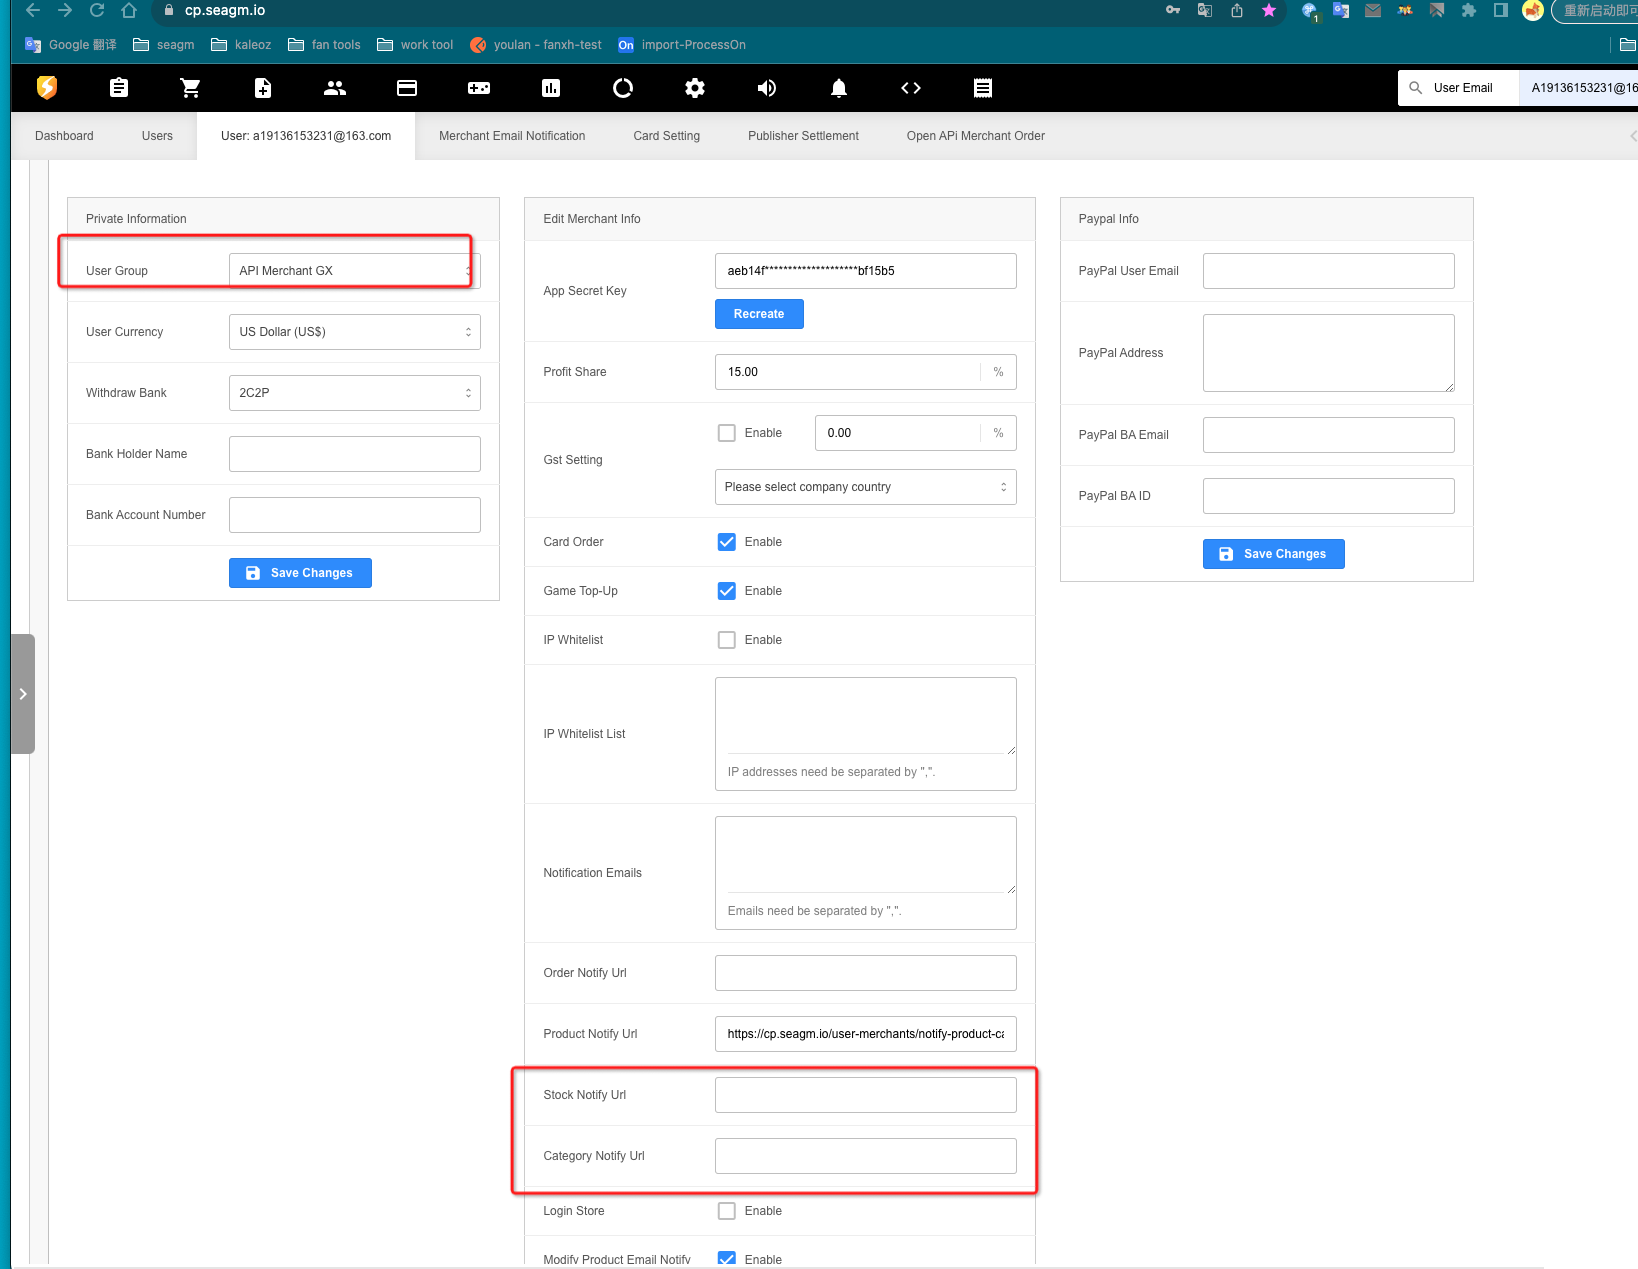 cp.seagm.io
1
重新启动即可
Google 翻译
seagm
kaleoz
fan tools
work tool
youlan - fanxh-test
On
import-ProcessOn
User Email
A19136153231@16
Dashboard
Users
User: a19136153231@163.com
Merchant Email Notification
Card Setting
Publisher Settlement
Open APi Merchant Order
Private Information
User Group
API Merchant GX
User Currency
US Dollar (US$)
Withdraw Bank
2C2P
Bank Holder Name
Bank Account Number
Save Changes
Edit Merchant Info
App Secret Key
aeb14f********************bf15b5
Recreate
Profit Share
15.00
%
Gst Setting
Enable
0.00
%
Please select company country
Card Order
Enable
Game Top-Up
Enable
IP Whitelist
Enable
IP Whitelist List
IP addresses need be separated by ",".
Notification Emails
Emails need be separated by ",".
Order Notify Url
Product Notify Url
https://cp.seagm.io/user-merchants/notify-product-ca
Stock Notify Url
Category Notify Url
Login Store
Enable
Modify Product Email Notify
Enable
Paypal Info
PayPal User Email
PayPal Address
PayPal BA Email
PayPal BA ID
Save Changes